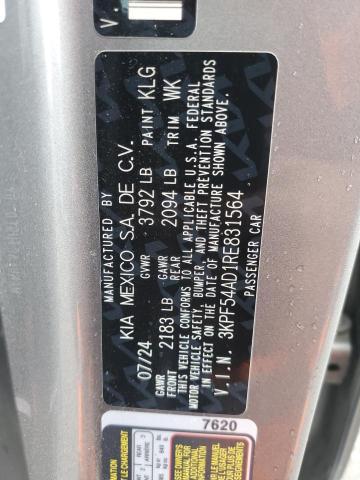 MANUFACTURED BY
KIA MEXICO S.A. DE C.V.
07/24 GVWR 3792 LB PAINT KLG
GAWR FRONT 2183 LB GAWR REAR 2094 LB TRIM WK
THIS VEHICLE CONFORMS TO ALL APPLICABLE U.S.A. FEDERAL
MOTOR VEHICLE SAFETY, BUMPER, AND THEFT PREVENTION STANDARDS
IN EFFECT ON THE DATE OF MANUFACTURE SHOWN ABOVE.
V.I.N. 3KPF54AD1RE831564
PASSENGER CAR
V.
7620